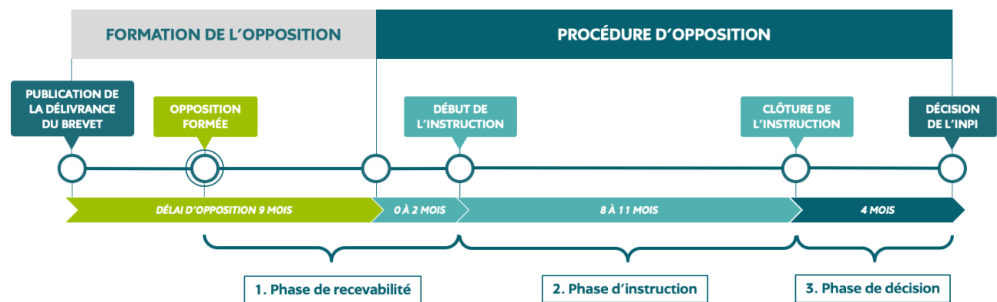 FORMATION DE L’OPPOSITION
PROCÉDURE D’OPPOSITION
PUBLICATION DE
LA DÉLIVRANCE
DU BREVET
OPPOSITION
FORMÉE
DÉBUT DE
L’INSTRUCTION
CLÔTURE DE
L’INSTRUCTION
DÉCISION
DE L’INPI
DÉLAI D’OPPOSITION 9 MOIS
0 À 2 MOIS
8 À 11 MOIS
4 MOIS
1. Phase de recevabilité
2. Phase d’instruction
3. Phase de décision